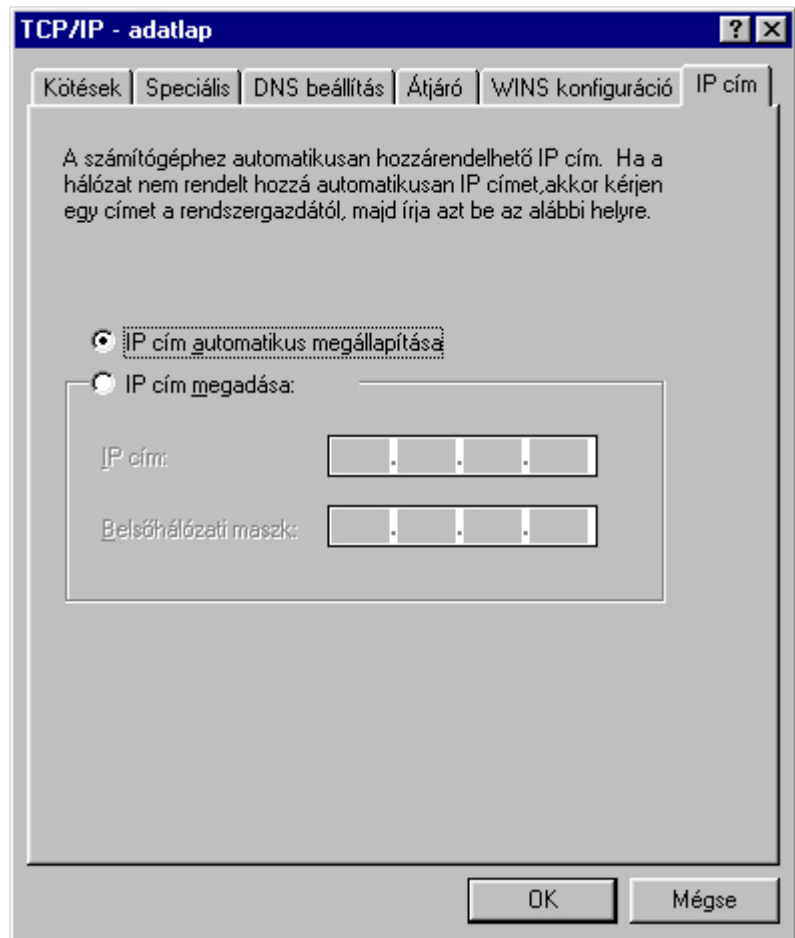 TCP/IP - adatlap
Kötések Speciális DNS beállítás Átjáró WINS konfiguráció IP cím
A számítógéphez automatikusan hozzárendelhető IP cím. Ha a
hálózat nem rendelt hozzá automatikusan IP címet,akkor kérjen
egy címet a rendszergazdától, majd írja azt be az alábbi helyre.
IP cím automatikus megállapítása
IP cím megadása:
IP cím:
Belsőhálózati maszk:
OK Mégse